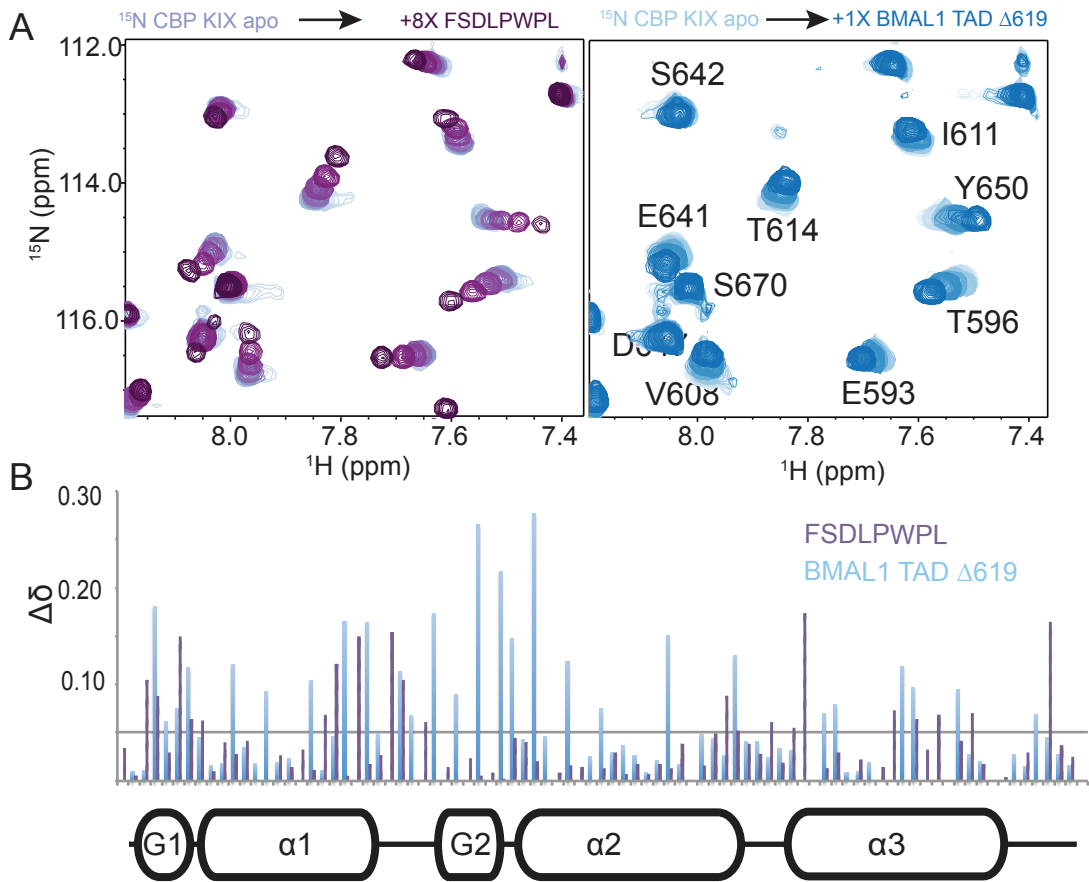 A
¹⁵N CBP KIX apo +8X FSDLPWPL
¹⁵N CBP KIX apo +1X BMAL1 TAD Δ619
112.0
114.0
116.0
¹⁵N (ppm)
8.0 7.8 7.6 7.4
¹H (ppm)
S642
I611
Y650
E641
T614
S670
T596
V608
E593
8.0 7.8 7.6 7.4
¹H (ppm)
B
0.30
0.20
0.10
Δδ
FSDLPWPL
BMAL1 TAD Δ619
G1 α1 G2 α2 α3